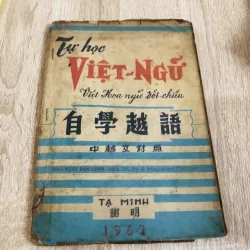 Tự học
VIỆT-NGỮ
Việt Hoa ngữ đối-chiếu
自學越語
中越文對照
TẠ MINH
謝明
1962